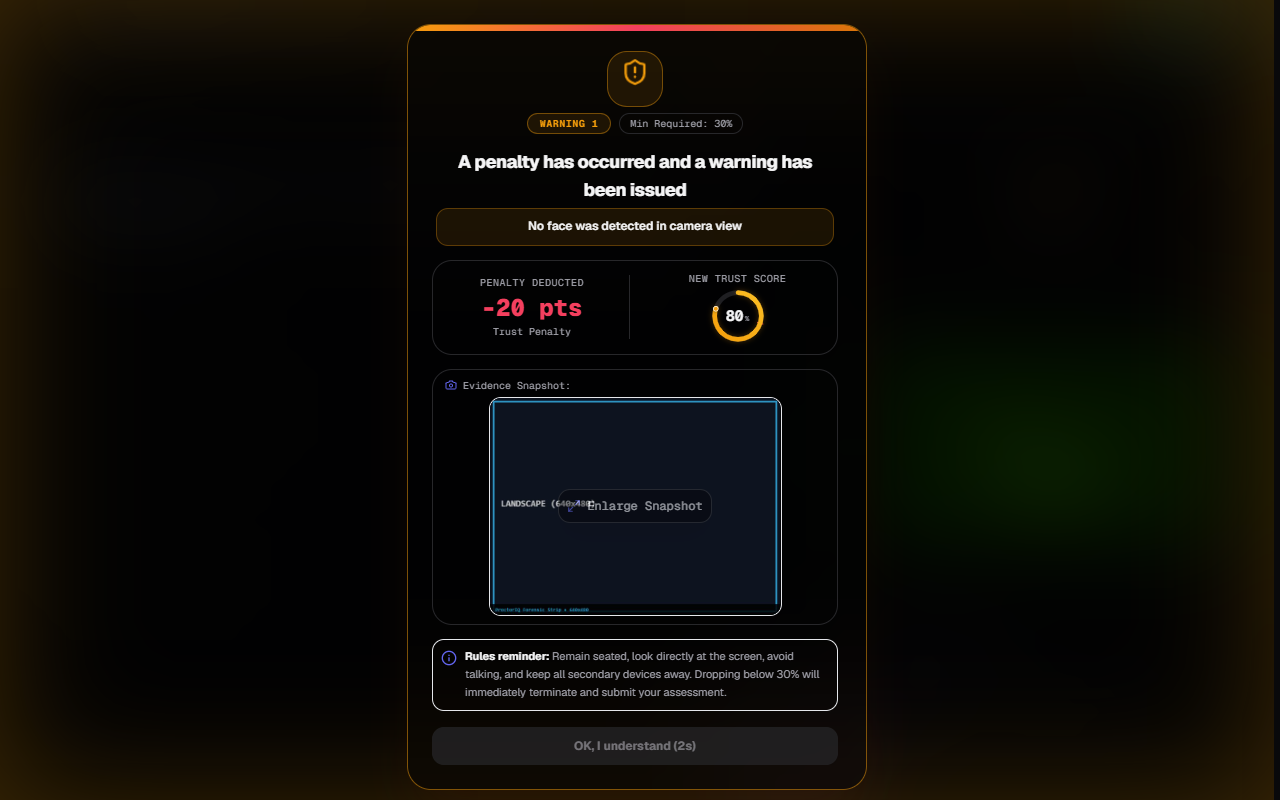 WARNING 1
Min Required: 30%
A penalty has occurred and a warning has
been issued
No face was detected in camera view
PENALTY DEDUCTED
-20 pts
Trust Penalty
NEW TRUST SCORE
80%
Evidence Snapshot:
LANDSCAPE (640x480)
Enlarge Snapshot
Rules reminder: Remain seated, look directly at the screen, avoid
talking, and keep all secondary devices away. Dropping below 30% will
immediately terminate and submit your assessment.
OK, I understand (2s)